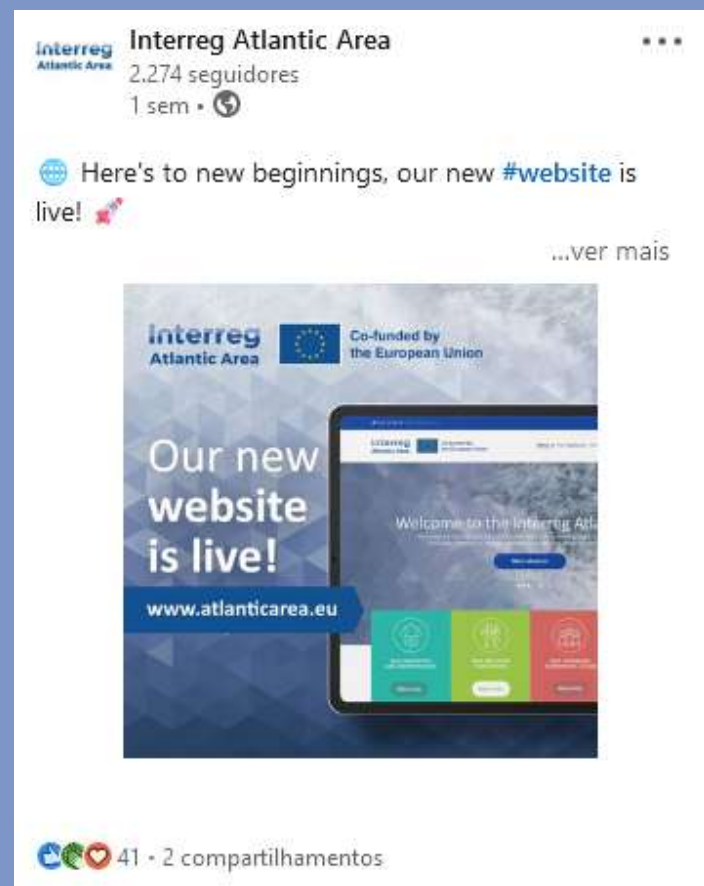 Interreg
Atlantic Area
Interreg Atlantic Area
2.274 seguidores
1 sem •
Here's to new beginnings, our new #website is
live!
...ver mais
Interreg
Atlantic Area
Co-funded by
the European Union
Our new
website
is live!
www.atlanticarea.eu
Interreg
Welcome to the Interreg Atla
41 • 2 compartilhamentos